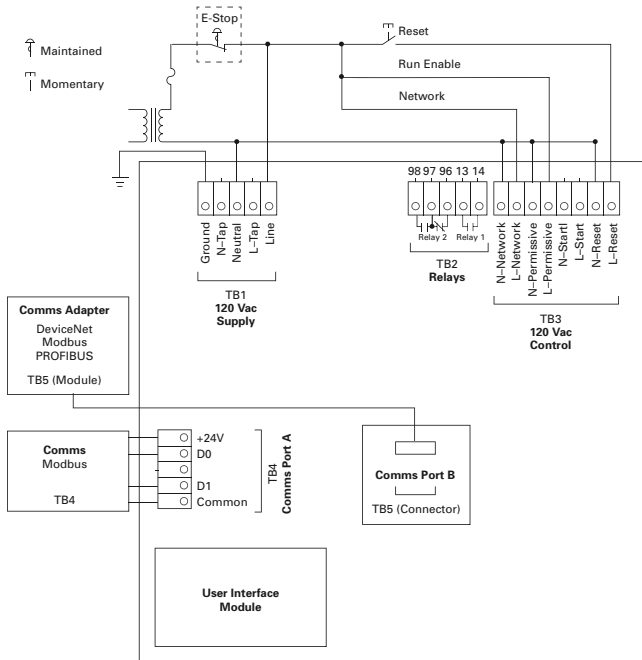 E-Stop
Maintained
Momentary
Reset
Run Enable
Network
98 97 96 13 14
Relay 2
Relay 1
Ground
N–Tap
Neutral
L–Tap
Line
TB1
120 Vac
Supply
TB2
Relays
N–Network
L–Network
N–Permissive
L–Permissive
N–Startl
L–Start
N–Reset
L–Reset
TB3
120 Vac
Control
Comms Adapter
DeviceNet
Modbus
PROFIBUS
TB5 (Module)
Comms
Modbus
TB4
+24V
D0
D1
Common
TB4
Comms Port A
Comms Port B
TB5 (Connector)
User Interface
Module